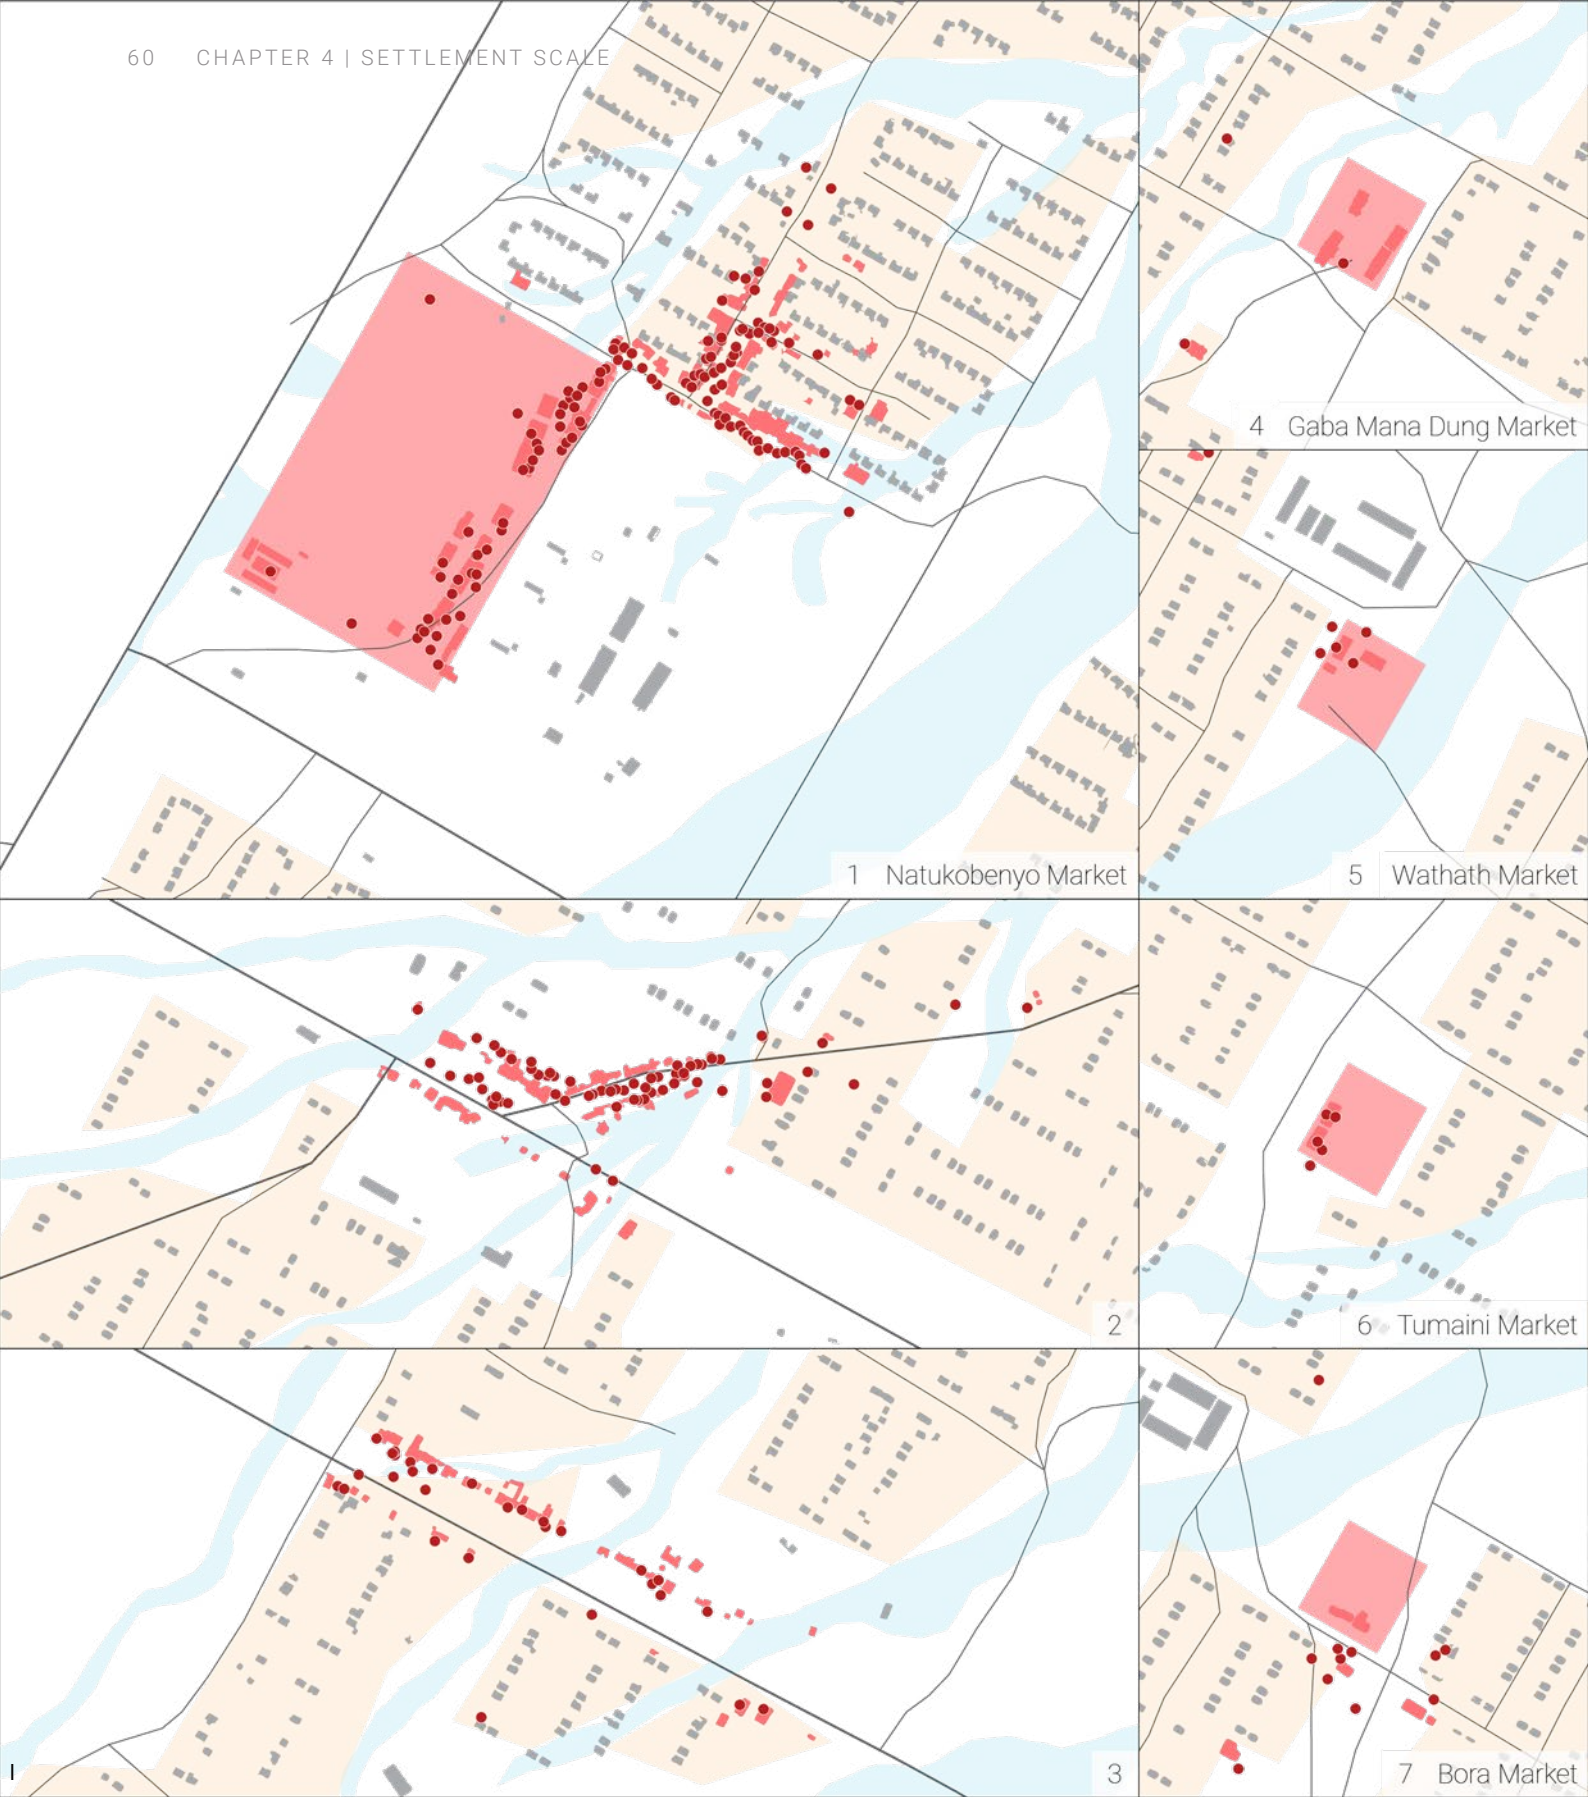 60 CHAPTER 4 | SETTLEMENT SCALE
4 Gaba Mana Dung Market
1 Natukobenyo Market
5 Wathath Market
2
6 Tumaini Market
3
7 Bora Market
I